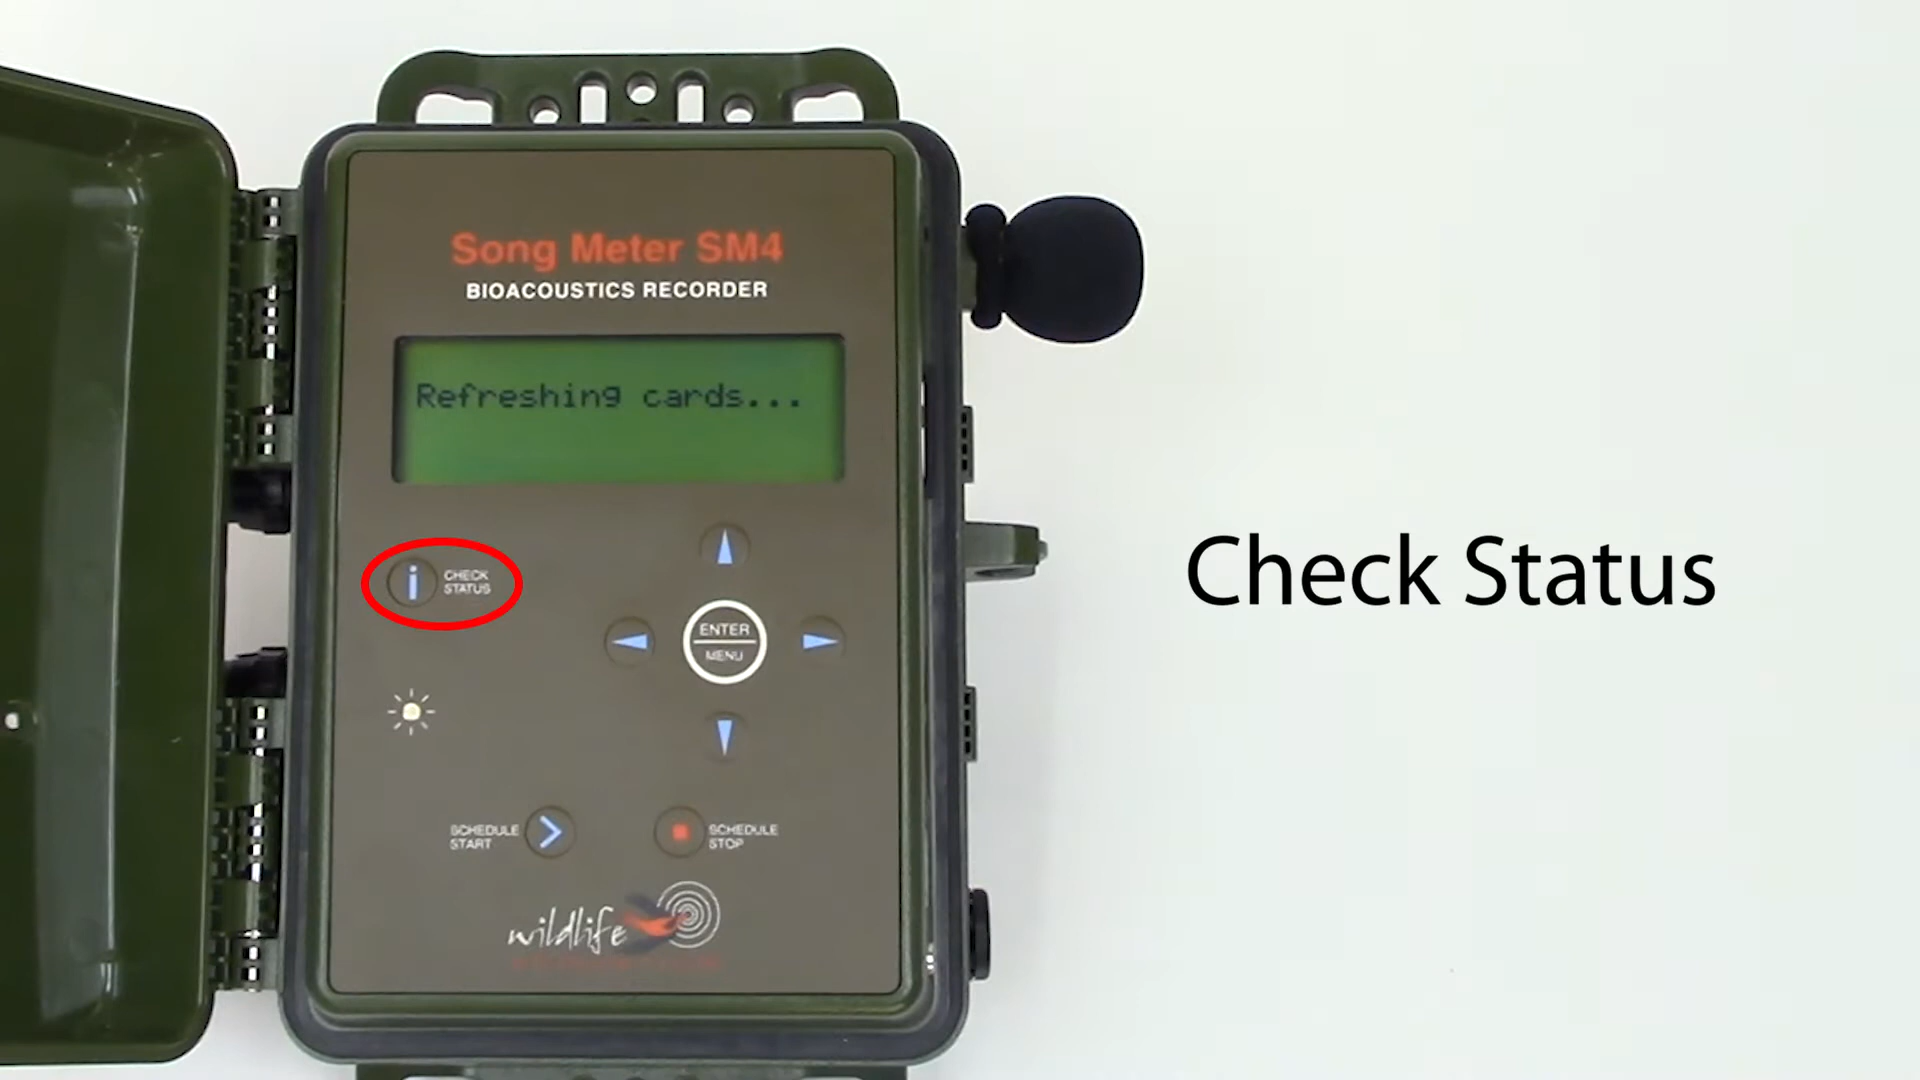 Song Meter SM4
BIOACOUSTICS RECORDER
Refreshing cards...
i
CHECK
STATUS
Check Status
ENTER
MENU
SCHEDULE
START
SCHEDULE
STOP
wildlife